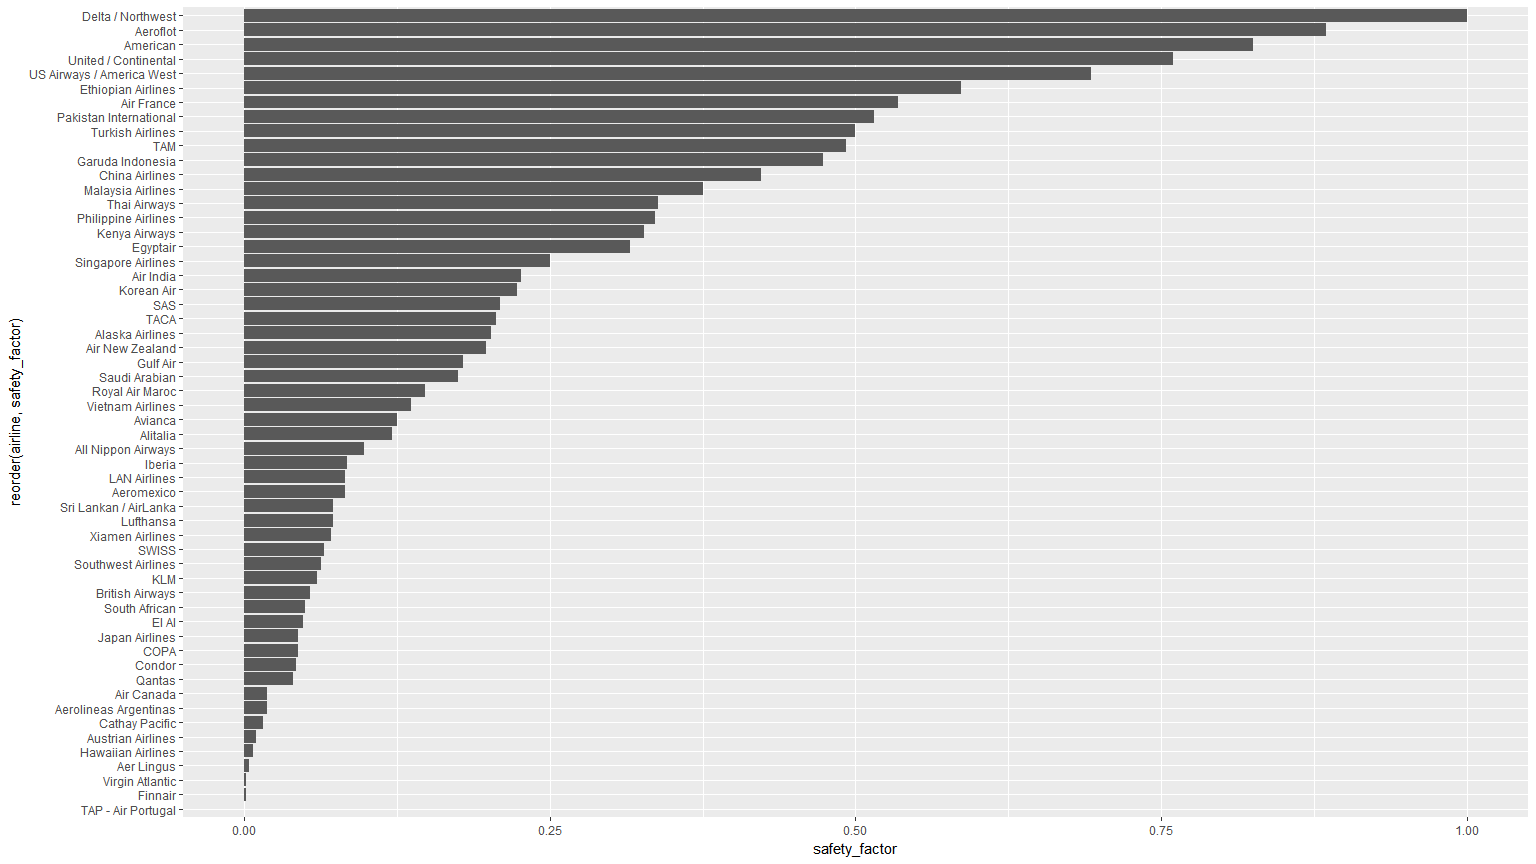 Delta / Northwest
Aeroflot
American
United / Continental
US Airways / America West
Ethiopian Airlines
Air France
Pakistan International
Turkish Airlines
TAM
Garuda Indonesia
China Airlines
Malaysia Airlines
Thai Airways
Philippine Airlines
Kenya Airways
Egyptair
Singapore Airlines
Air India
Korean Air
SAS
TACA
Alaska Airlines
Air New Zealand
Gulf Air
Saudi Arabian
Royal Air Maroc
Vietnam Airlines
Avianca
Alitalia
All Nippon Airways
Iberia
LAN Airlines
Aeromexico
Sri Lankan / AirLanka
Lufthansa
Xiamen Airlines
SWISS
Southwest Airlines
KLM
British Airways
South African
El Al
Japan Airlines
COPA
Condor
Qantas
Air Canada
Aerolineas Argentinas
Cathay Pacific
Austrian Airlines
Hawaiian Airlines
Aer Lingus
Virgin Atlantic
Finnair
TAP - Air Portugal
reorder(airline, safety_factor)
0.00 0.25 0.50 0.75 1.00
safety_factor